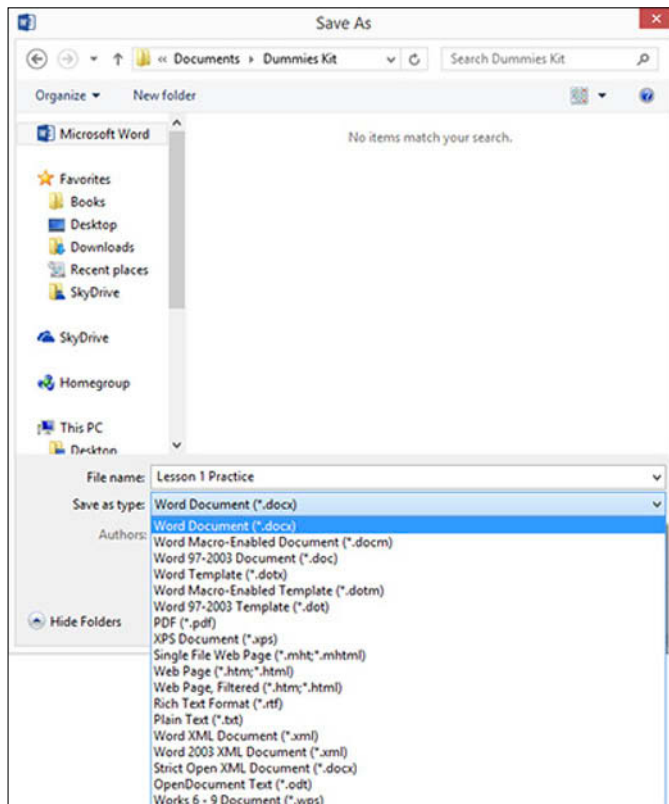 Save As
« Documents Dummies Kit
Search Dummies Kit
Organize
New folder
Microsoft Word
Favorites
Books
Desktop
Downloads
Recent places
SkyDrive
SkyDrive
Homegroup
This PC
Desktop
No items match your search.
File name: Lesson 1 Practice
Save as type: Word Document (*.docx)
Authors:
Word Document (*.docx)
Word Macro-Enabled Document (*.docm)
Word 97-2003 Document (*.doc)
Word Template (*.dotx)
Word Macro-Enabled Template (*.dotm)
Word 97-2003 Template (*.dot)
PDF (*.pdf)
XPS Document (*.xps)
Single File Web Page (*.mht;*.mhtml)
Web Page (*.htm;*.html)
Web Page, Filtered (*.htm;*.html)
Rich Text Format (*.rtf)
Plain Text (*.txt)
Word XML Document (*.xml)
Word 2003 XML Document (*.xml)
Strict Open XML Document (*.docx)
OpenDocument Text (*.odt)
Works 6 - 9 Document (*.wps)
Hide Folders